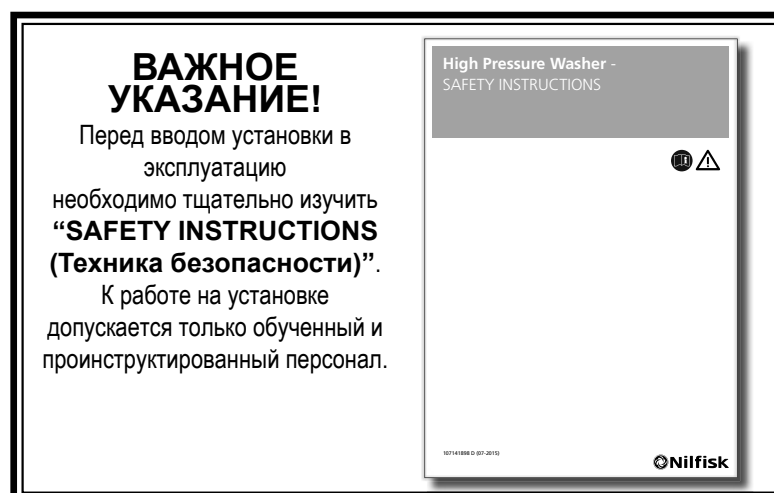 ВАЖНОЕ
УКАЗАНИЕ!
Перед вводом установки в
эксплуатацию
необходимо тщательно изучить
“SAFETY INSTRUCTIONS
(Техника безопасности)”.
К работе на установке
допускается только обученный и
проинструктированный персонал.
High Pressure Washer -
SAFETY INSTRUCTIONS
107141898 D (07-2015)
Nilfisk